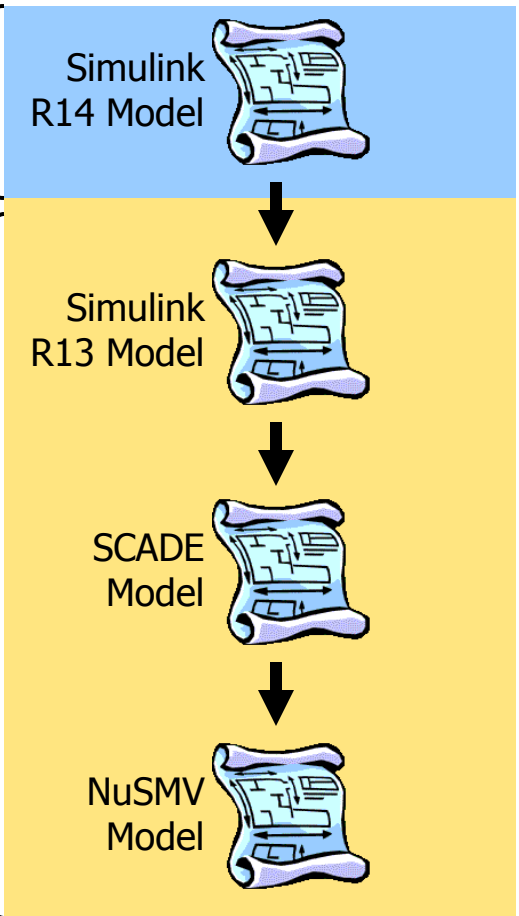 Simulink
R14 Model
Simulink
R13 Model
SCADE
Model
NuSMV
Model